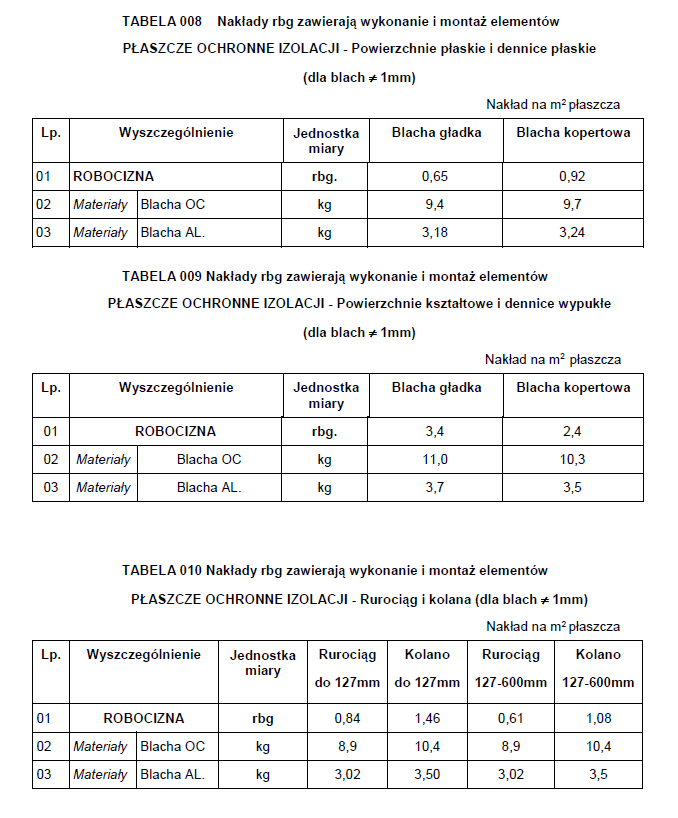 TABELA 008 Nakłady rbg zawierają wykonanie i montaż elementów
PŁASZCZE OCHRONNE IZOLACJI - Powierzchnie płaskie i dennice płaskie
(dla blach ≠ 1mm)
Nakład na m² płaszcza
Lp. Wyszczególnienie Jednostka miary Blacha gładka Blacha kopertowa
01 ROBOCIZNA rbg. 0,65 0,92
02 Materiały Blacha OC kg 9,4 9,7
03 Materiały Blacha AL. kg 3,18 3,24
TABELA 009 Nakłady rbg zawierają wykonanie i montaż elementów
PŁASZCZE OCHRONNE IZOLACJI - Powierzchnie kształtowe i dennice wypukłe
(dla blach ≠ 1mm)
Nakład na m² płaszcza
Lp. Wyszczególnienie Jednostka miary Blacha gładka Blacha kopertowa
01 ROBOCIZNA rbg. 3,4 2,4
02 Materiały Blacha OC kg 11,0 10,3
03 Materiały Blacha AL. kg 3,7 3,5
TABELA 010 Nakłady rbg zawierają wykonanie i montaż elementów
PŁASZCZE OCHRONNE IZOLACJI - Rurociąg i kolana (dla blach ≠ 1mm)
Nakład na m² płaszcza
Lp. Wyszczególnienie Jednostka miary Rurociąg do 127mm Kolano do 127mm Rurociąg 127-600mm Kolano 127-600mm
01 ROBOCIZNA rbg 0,84 1,46 0,61 1,08
02 Materiały Blacha OC kg 8,9 10,4 8,9 10,4
03 Materiały Blacha AL. kg 3,02 3,50 3,02 3,5